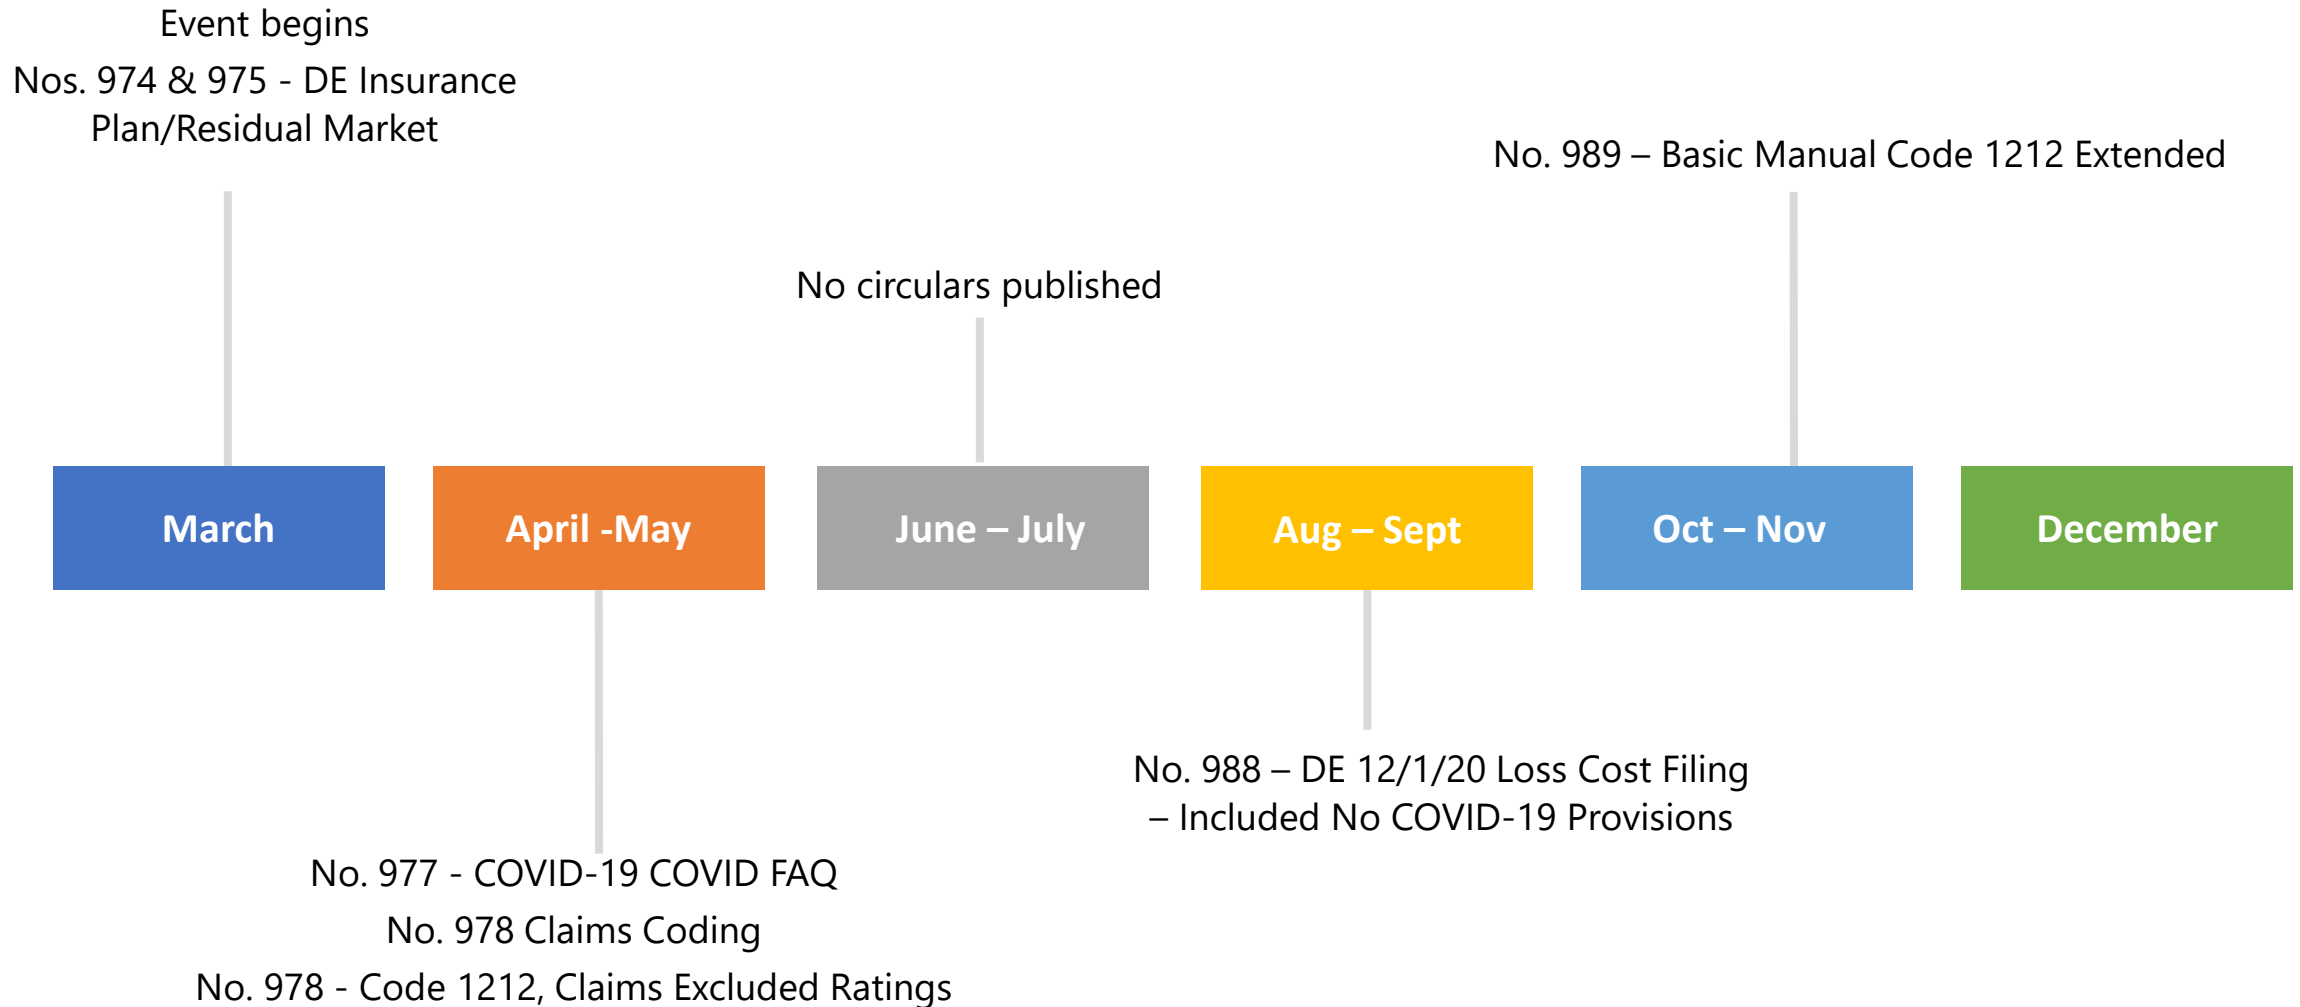 Event begins
Nos. 974 & 975 - DE Insurance
Plan/Residual Market
No. 989 – Basic Manual Code 1212 Extended
No circulars published
March
April -May
June – July
Aug – Sept
Oct – Nov
December
No. 988 – DE 12/1/20 Loss Cost Filing
– Included No COVID-19 Provisions
No. 977 - COVID-19 COVID FAQ
No. 978 Claims Coding
No. 978 - Code 1212, Claims Excluded Ratings